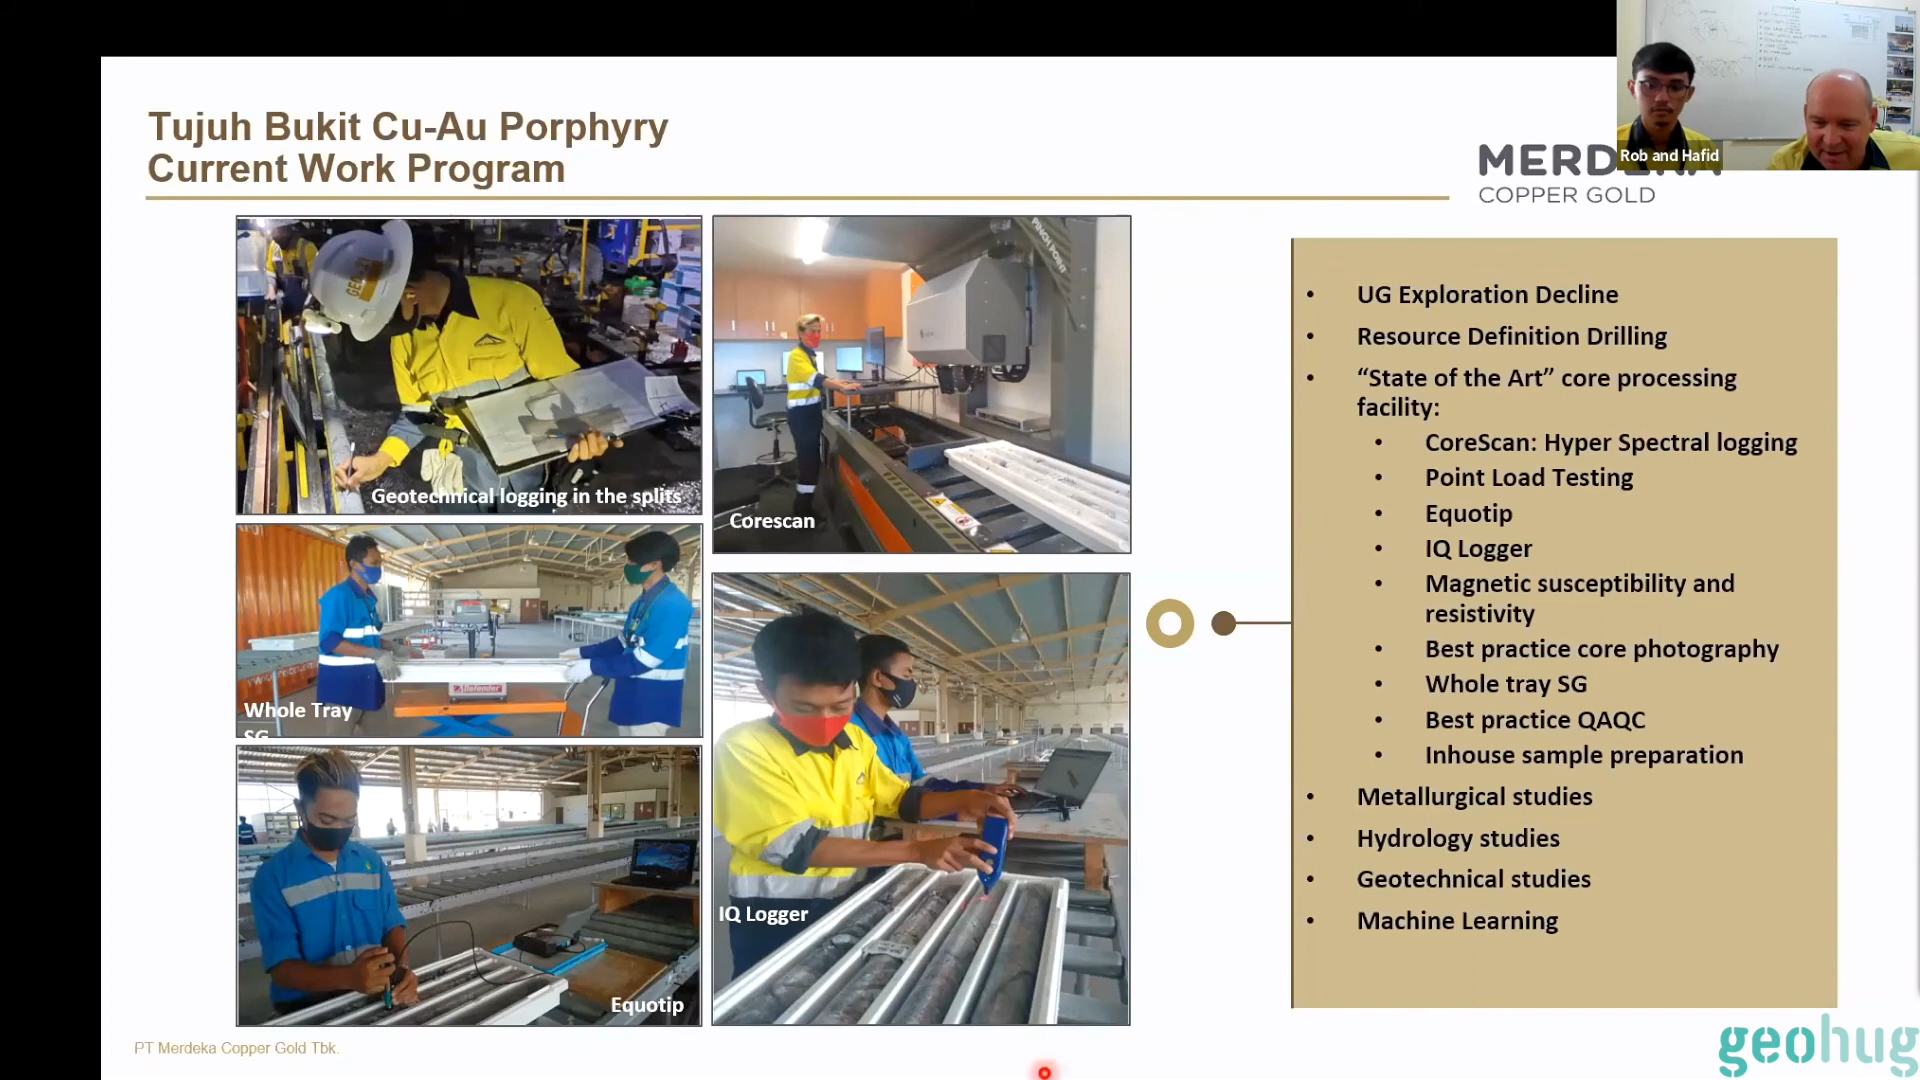 Tujuh Bukit Cu-Au Porphyry
Current Work Program
COPPER GOLD
Rob and Hafid
PINCH POINT
Geotechnical logging in the splits
Corescan
Whole Tray
SG
Defender
IQ Logger
Equotip
• UG Exploration Decline
• Resource Definition Drilling
• “State of the Art” core processing
facility:
• CoreScan: Hyper Spectral logging
• Point Load Testing
• Equotip
• IQ Logger
• Magnetic susceptibility and
resistivity
• Best practice core photography
• Whole tray SG
• Best practice QAQC
• Inhouse sample preparation
• Metallurgical studies
• Hydrology studies
• Geotechnical studies
• Machine Learning
PT Merdeka Copper Gold Tbk.
geohug